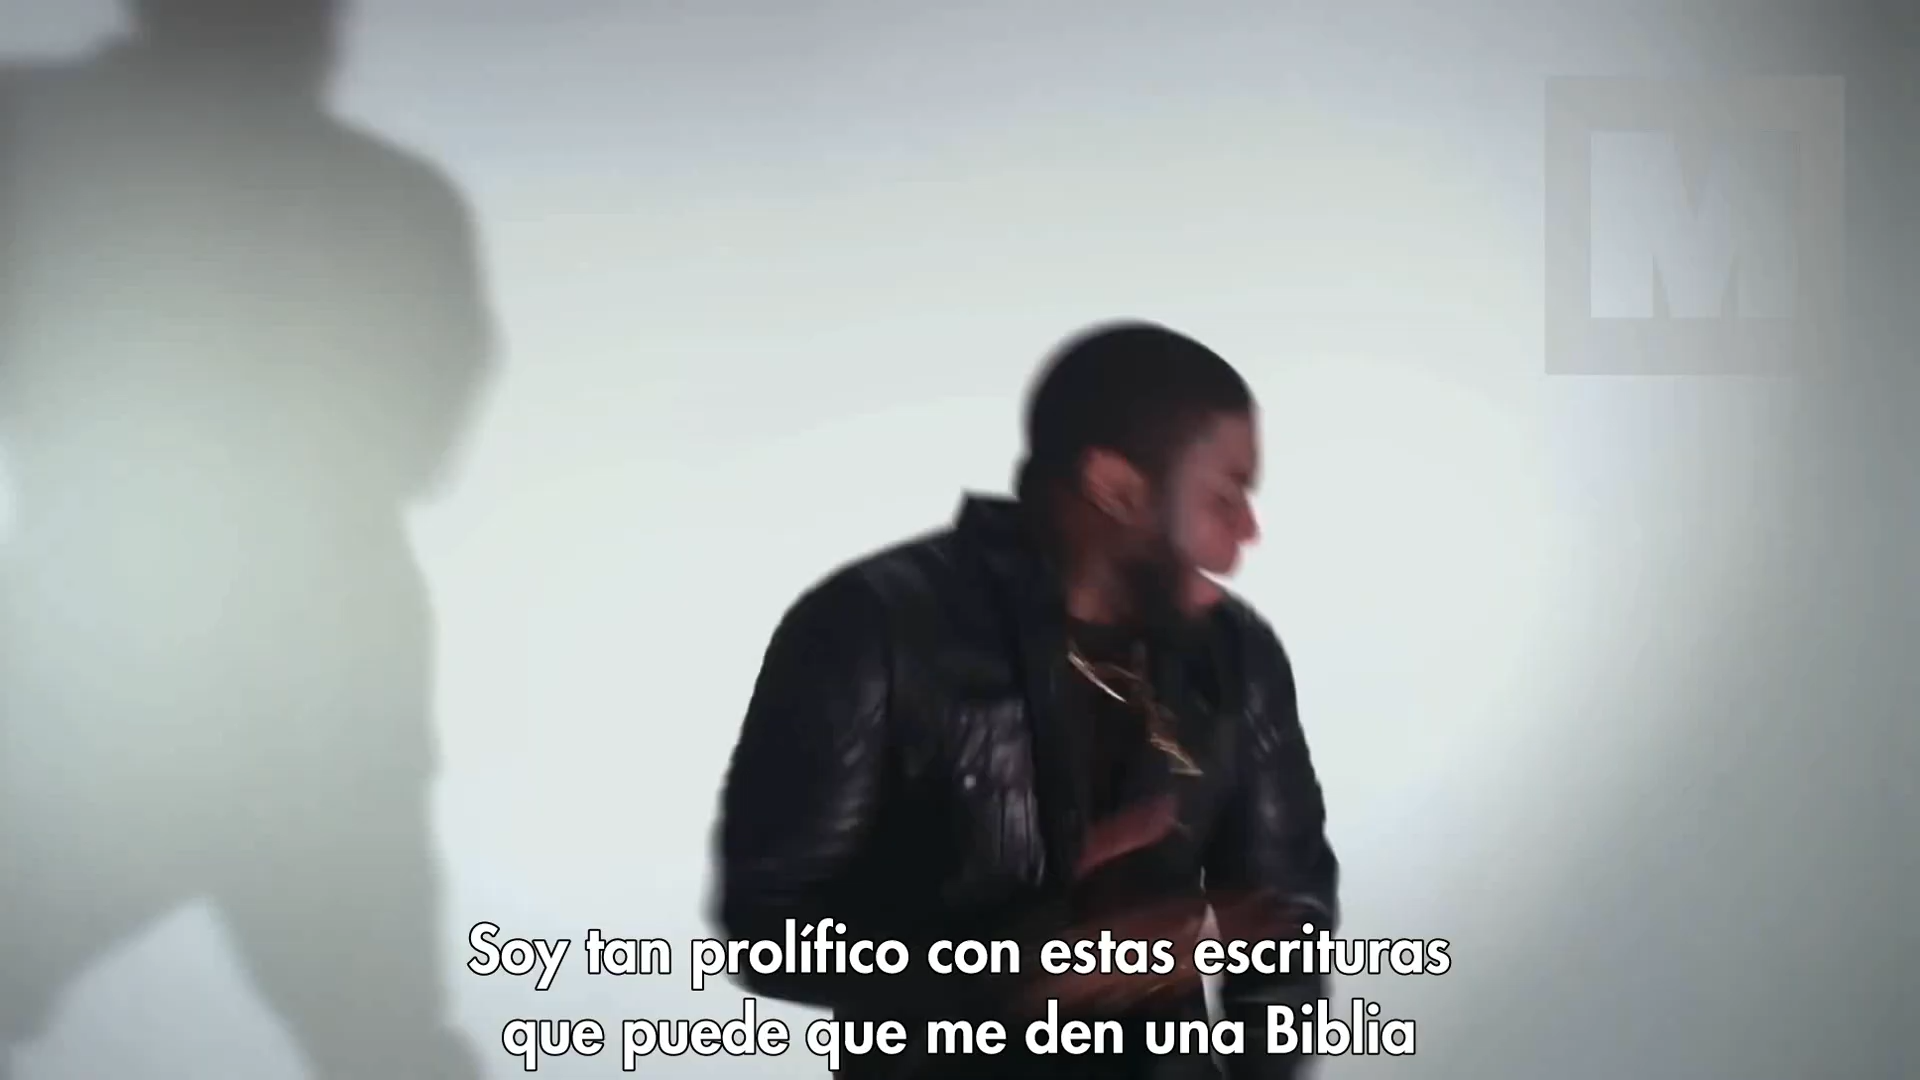 M
Soy tan prolífico con estas escrituras
que puede que me den una Biblia